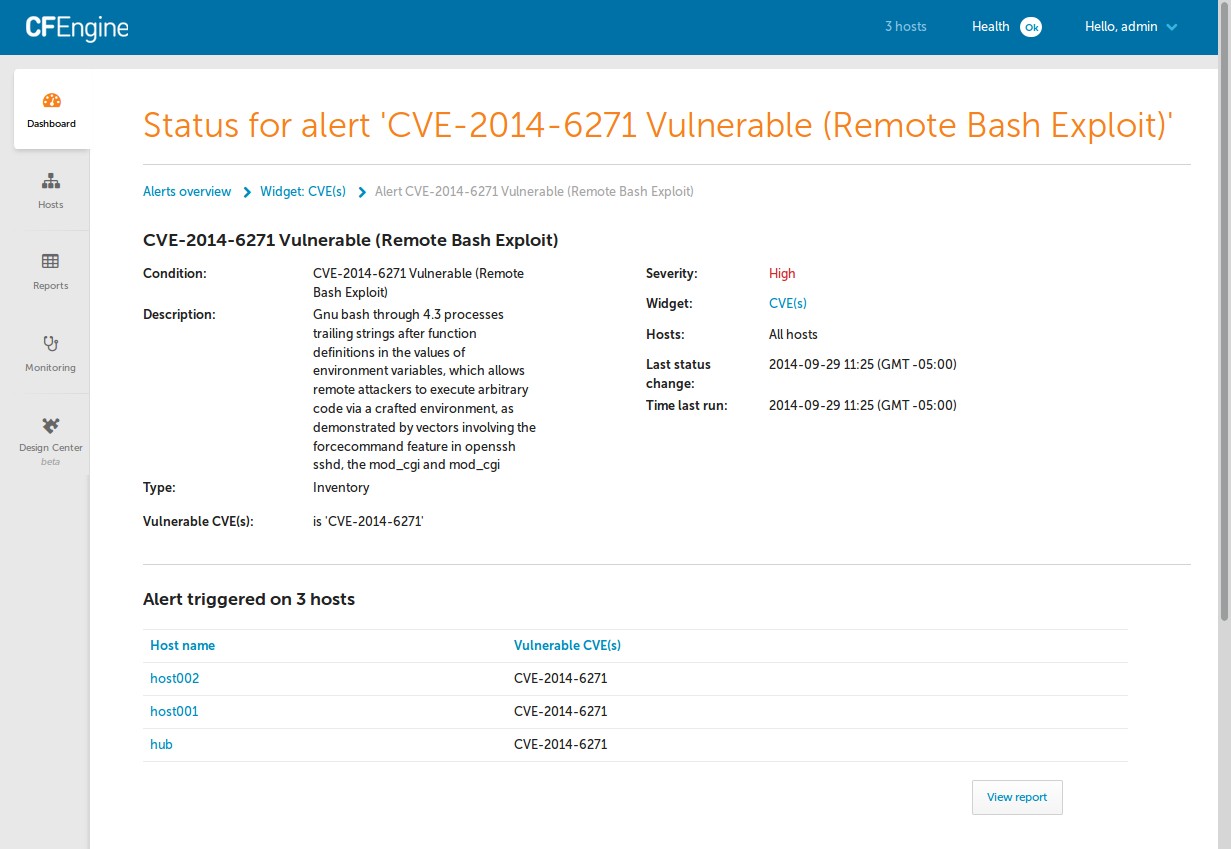 CFEngine
3 hosts
Health Ok
Hello, admin
Dashboard
Hosts
Reports
Monitoring
Design Center
beta
Status for alert 'CVE-2014-6271 Vulnerable (Remote Bash Exploit)'
Alerts overview Widget: CVE(s) Alert CVE-2014-6271 Vulnerable (Remote Bash Exploit)
CVE-2014-6271 Vulnerable (Remote Bash Exploit)
Condition: CVE-2014-6271 Vulnerable (Remote
Bash Exploit)
Description: Gnu bash through 4.3 processes
trailing strings after function
definitions in the values of
environment variables, which allows
remote attackers to execute arbitrary
code via a crafted environment, as
demonstrated by vectors involving the
forcecommand feature in openssh
sshd, the mod_cgi and mod_cgi
Type: Inventory
Vulnerable CVE(s): is 'CVE-2014-6271'
Severity: High
Widget: CVE(s)
Hosts: All hosts
Last status 2014-09-29 11:25 (GMT -05:00)
change:
Time last run: 2014-09-29 11:25 (GMT -05:00)
Alert triggered on 3 hosts
Host name Vulnerable CVE(s)
host002 CVE-2014-6271
host001 CVE-2014-6271
hub CVE-2014-6271
View report